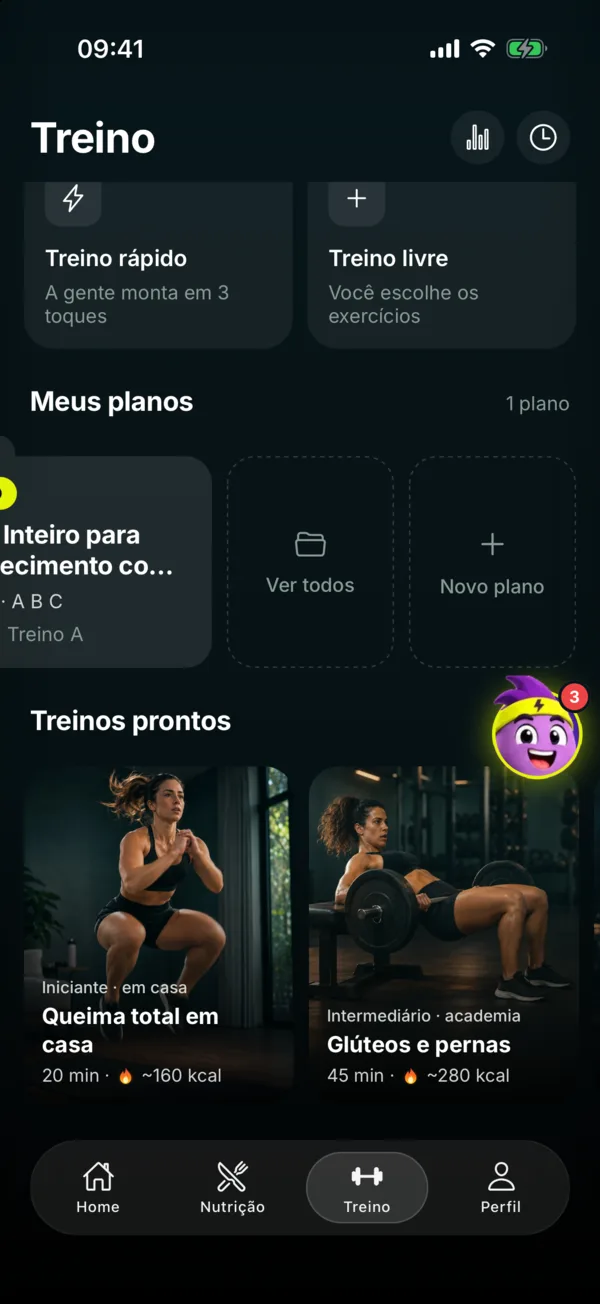 09:41
Treino
Treino rápido
A gente monta em 3
toques
Treino livre
Você escolhe os
exercícios
Meus planos
1 plano
Inteiro para
ecimento co...
· A B C
Treino A
Ver todos
Novo plano
3
Treinos prontos
Iniciante · em casa
Queima total em
casa
20 min · 🔥 ~160 kcal
Intermediário · academia
Glúteos e pernas
45 min · 🔥 ~280 kcal
Home
Nutrição
Treino
Perfil